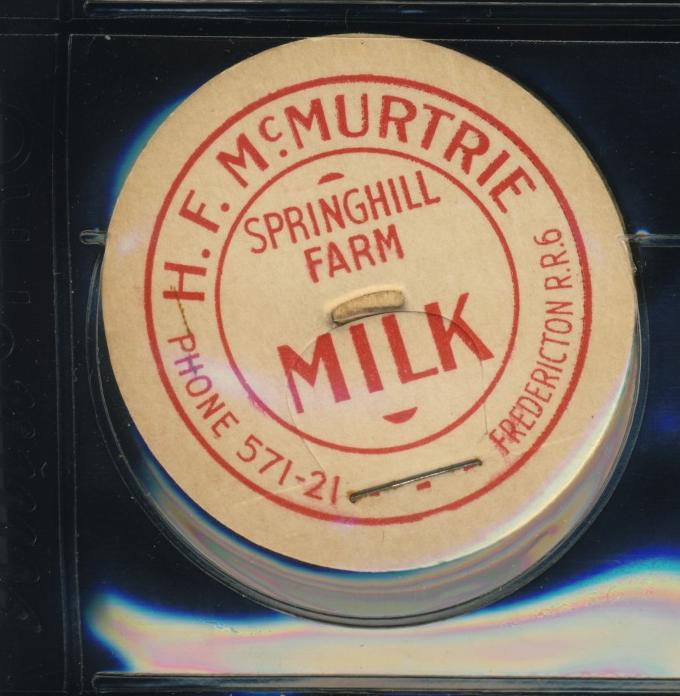 H. F. McMURTRIE
SPRINGHILL
FARM
MILK
PHONE 571-21
FREDERICTON R.R.6